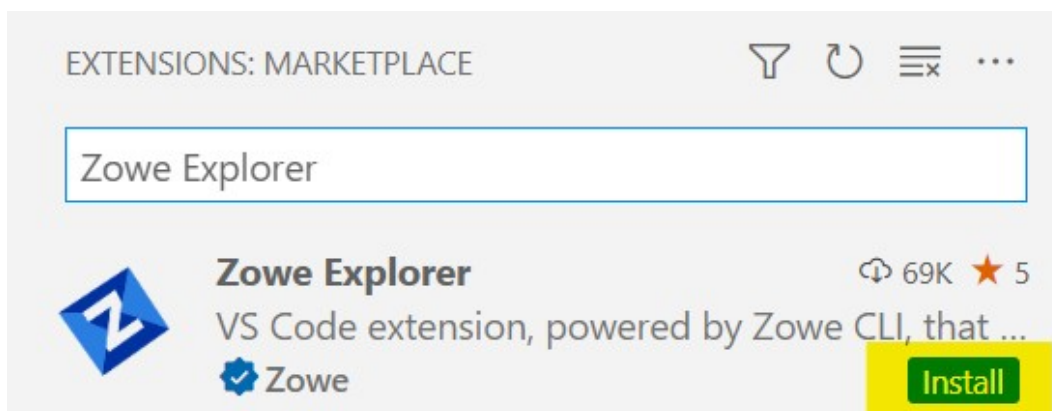 EXTENSIONS: MARKETPLACE
Zowe Explorer
Zowe Explorer 69K 5
VS Code extension, powered by Zowe CLI, that ...
Zowe Install